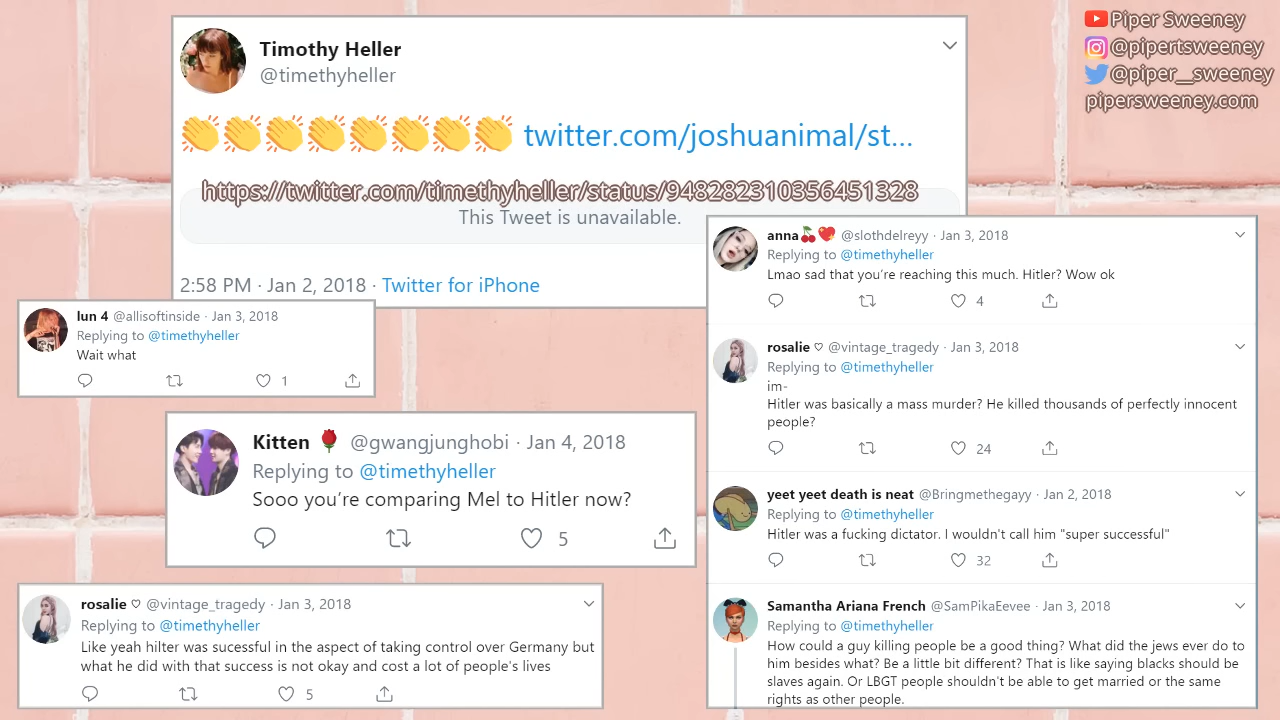 Piper Sweeney
@pipertsweeney
@piper__sweeney
pipersweeney.com
Timothy Heller
@timethyheller
👏👏👏👏👏👏👏👏 twitter.com/joshuanimal/st...
https://twitter.com/timethyheller/status/948282310356451328
This Tweet is unavailable.
2:58 PM · Jan 2, 2018 · Twitter for iPhone
lun 4 @allisoftinside · Jan 3, 2018
Replying to @timethyheller
Wait what
1
Kitten 🌹 @gwangjunghobi · Jan 4, 2018
Replying to @timethyheller
Sooo you're comparing Mel to Hitler now?
5
rosalie ♡ @vintage_tragedy · Jan 3, 2018
Replying to @timethyheller
Like yeah hilter was sucessful in the aspect of taking control over Germany but
what he did with that success is not okay and cost a lot of people's lives
5
anna🍒💖 @slothdelreyy · Jan 3, 2018
Replying to @timethyheller
Lmao sad that you're reaching this much. Hitler? Wow ok
4
rosalie ♡ @vintage_tragedy · Jan 3, 2018
Replying to @timethyheller
im-
Hitler was basically a mass murder? He killed thousands of perfectly innocent
people?
24
yeet yeet death is neat @Bringmethegayy · Jan 2, 2018
Replying to @timethyheller
Hitler was a fucking dictator. I wouldn't call him "super successful"
32
Samantha Ariana French @SamPikaEevee · Jan 3, 2018
Replying to @timethyheller
How could a guy killing people be a good thing? What did the jews ever do to
him besides what? Be a little bit different? That is like saying blacks should be
slaves again. Or LBGT people shouldn't be able to get married or the same
rights as other people.